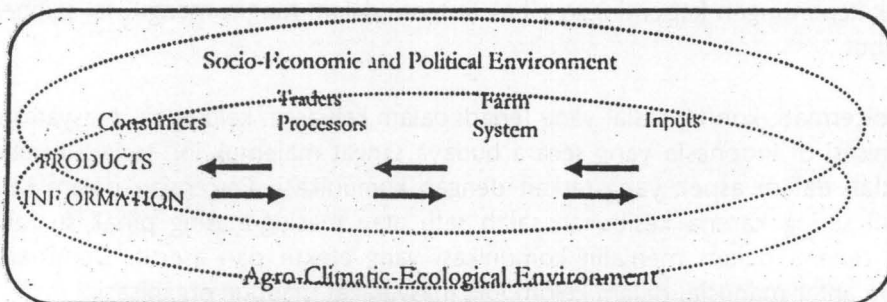 Socio-Economic and Political Environment
Traders
Processors
Farm
System
Consumers
Inputs
PRODUCTS
INFORMATION
Agro-Climatic-Ecological Environment